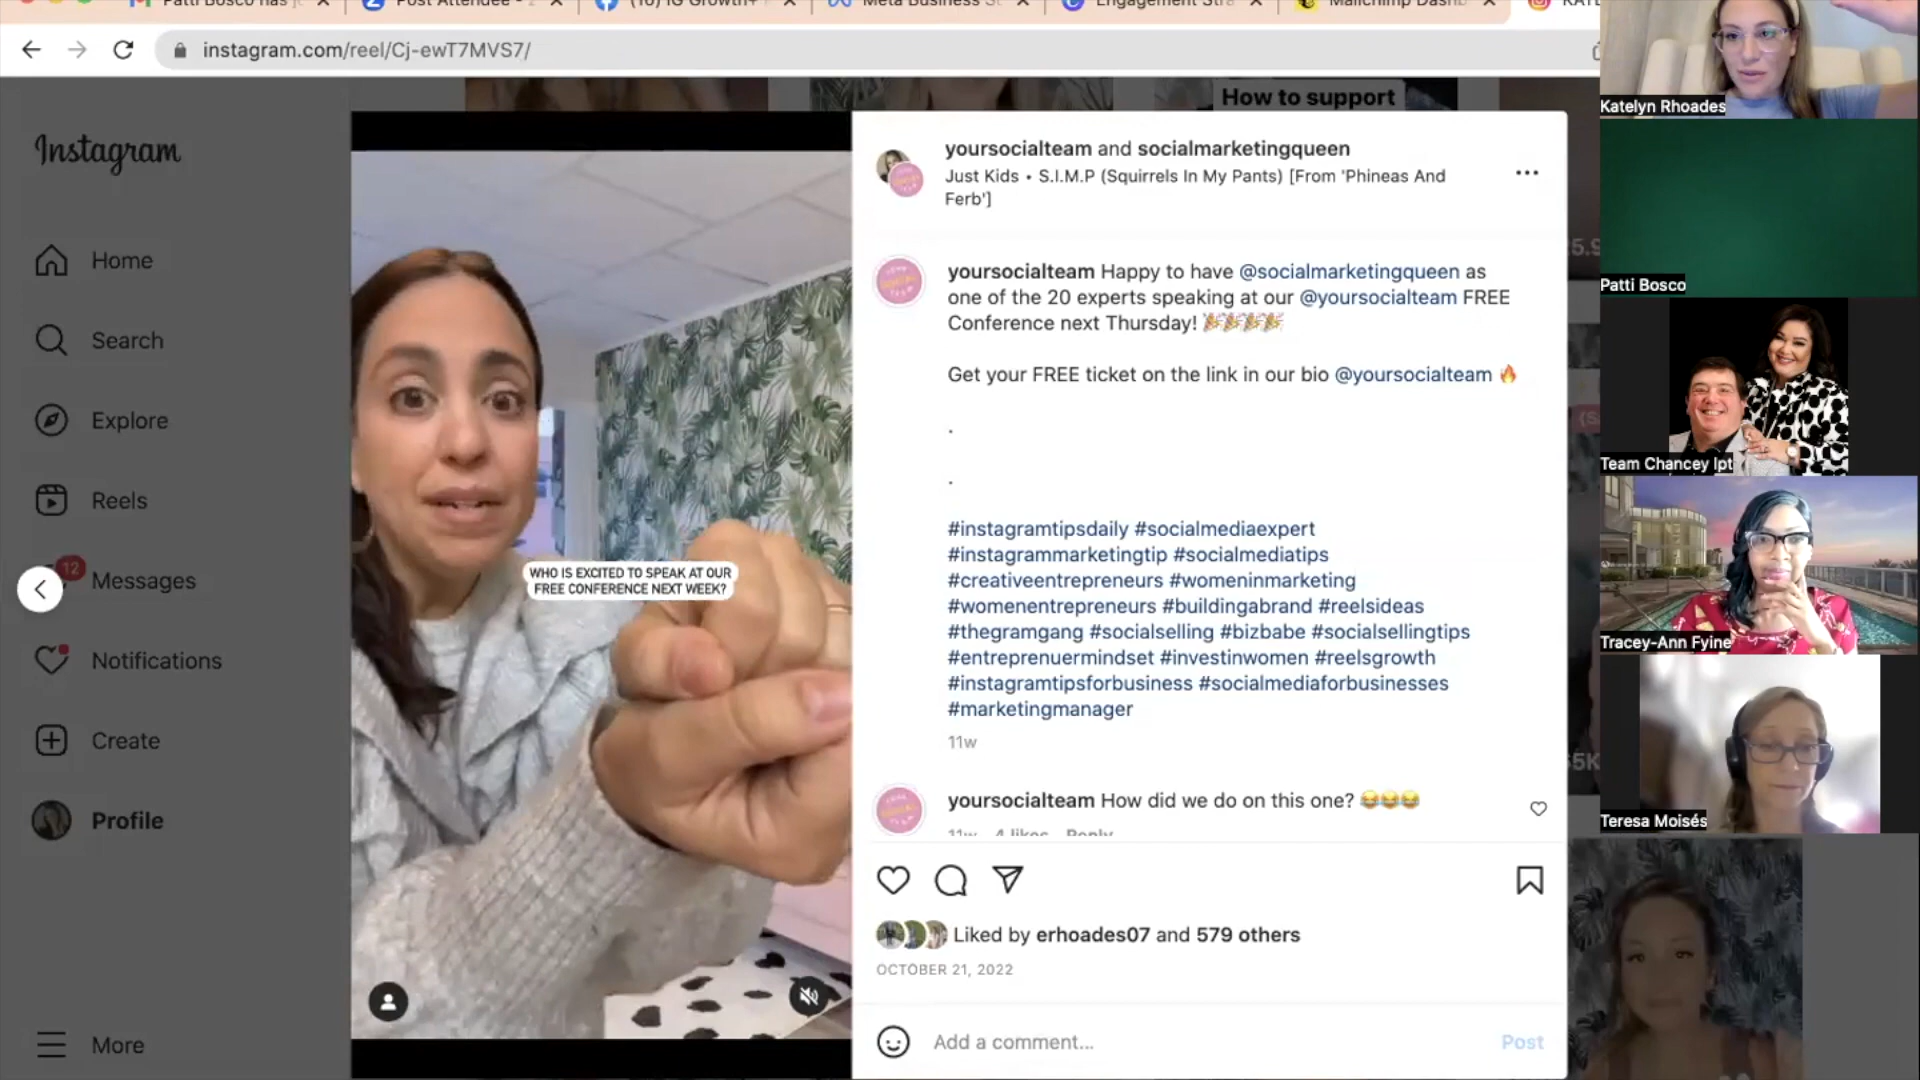 Patti Bosco has j
Post Attendee - Z
(16) IG Growth+
Meta Business S
Engagement Stra
Mailchimp Dashb
instagram.com/reel/Cj-ewT7MVS7/
Instagram
Home
Search
Explore
Reels
12
Messages
Notifications
Create
Profile
More
How to support
WHO IS EXCITED TO SPEAK AT OUR
FREE CONFERENCE NEXT WEEK?
yoursocialteam and socialmarketingqueen
Just Kids • S.I.M.P (Squirrels In My Pants) [From 'Phineas And
Ferb']
yoursocialteam Happy to have @socialmarketingqueen as
one of the 20 experts speaking at our @yoursocialteam FREE
Conference next Thursday! 🎉🎉🎉🎉
Get your FREE ticket on the link in our bio @yoursocialteam 🔥
.
.
#instagramtipsdaily #socialmediaexpert
#instagrammarketingtip #socialmediatips
#creativeentrepreneurs #womeninmarketing
#womenentrepreneurs #buildingabrand #reelsideas
#thegramgang #socialselling #bizbabe #socialsellingtips
#entreprenuermindset #investinwomen #reelsgrowth
#instagramtipsforbusiness #socialmediaforbusinesses
#marketingmanager
11w
yoursocialteam How did we do on this one? 😂😂😂
11w 4 likes Reply
Liked by erhoades07 and 579 others
OCTOBER 21, 2022
Add a comment...
Post
Katelyn Rhoades
Patti Bosco
Team Chancey lpt
Tracey-Ann Fyine
Teresa Moisés